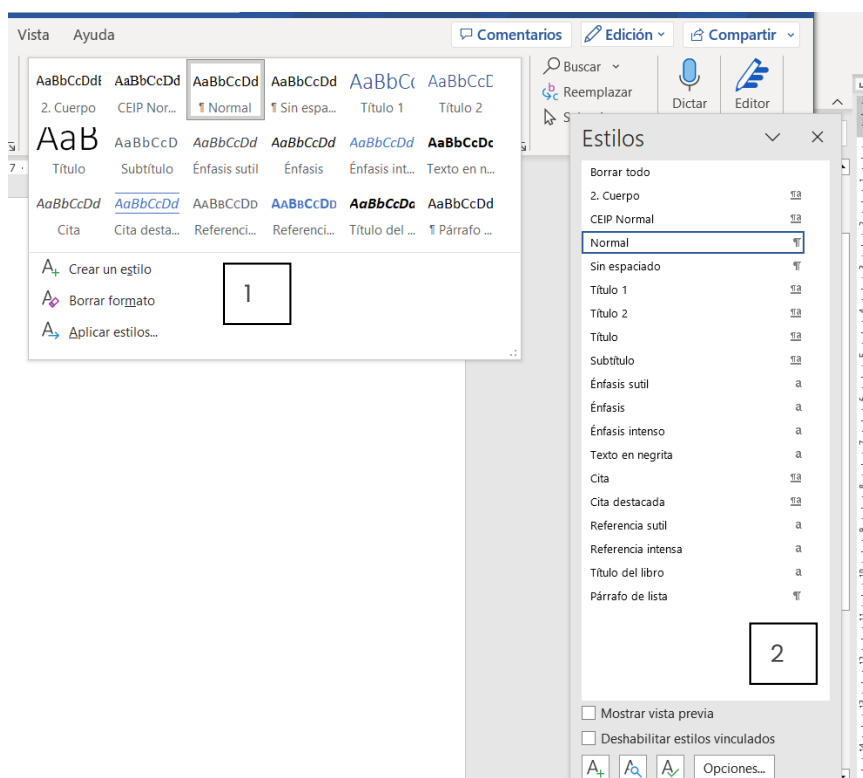 Vista Ayuda Comentarios Edición Compartir
AaBbCcDdE AaBbCcDd AaBbCcDd AaBbCcDd AaBbCc AaBbCcD
2. Cuerpo CEIP Nor... ¶ Normal ¶ Sin espa... Título 1 Título 2
AaB AaBbCcD AaBbCcDd AaBbCcDd AaBbCcDd AaBbCcDc
Título Subtítulo Énfasis sutil Énfasis Énfasis int... Texto en n...
AaBbCcDd AaBbCcDd AaBbCcDd AaBbCcDd AaBbCcDd AaBbCcDd
Cita Cita desta... Referenci... Referenci... Título del ... ¶ Párrafo ...
Crear un estilo
Borrar formato
Aplicar estilos...
1
Buscar
Reemplazar
Dictar Editor
Estilos
Borrar todo
2. Cuerpo ¶a
CEIP Normal ¶a
Normal ¶
Sin espaciado ¶
Título 1 ¶a
Título 2 ¶a
Título ¶a
Subtítulo ¶a
Énfasis sutil a
Énfasis a
Énfasis intenso a
Texto en negrita a
Cita ¶a
Cita destacada ¶a
Referencia sutil a
Referencia intensa a
Título del libro a
Párrafo de lista ¶
2
Mostrar vista previa
Deshabilitar estilos vinculados
Opciones...